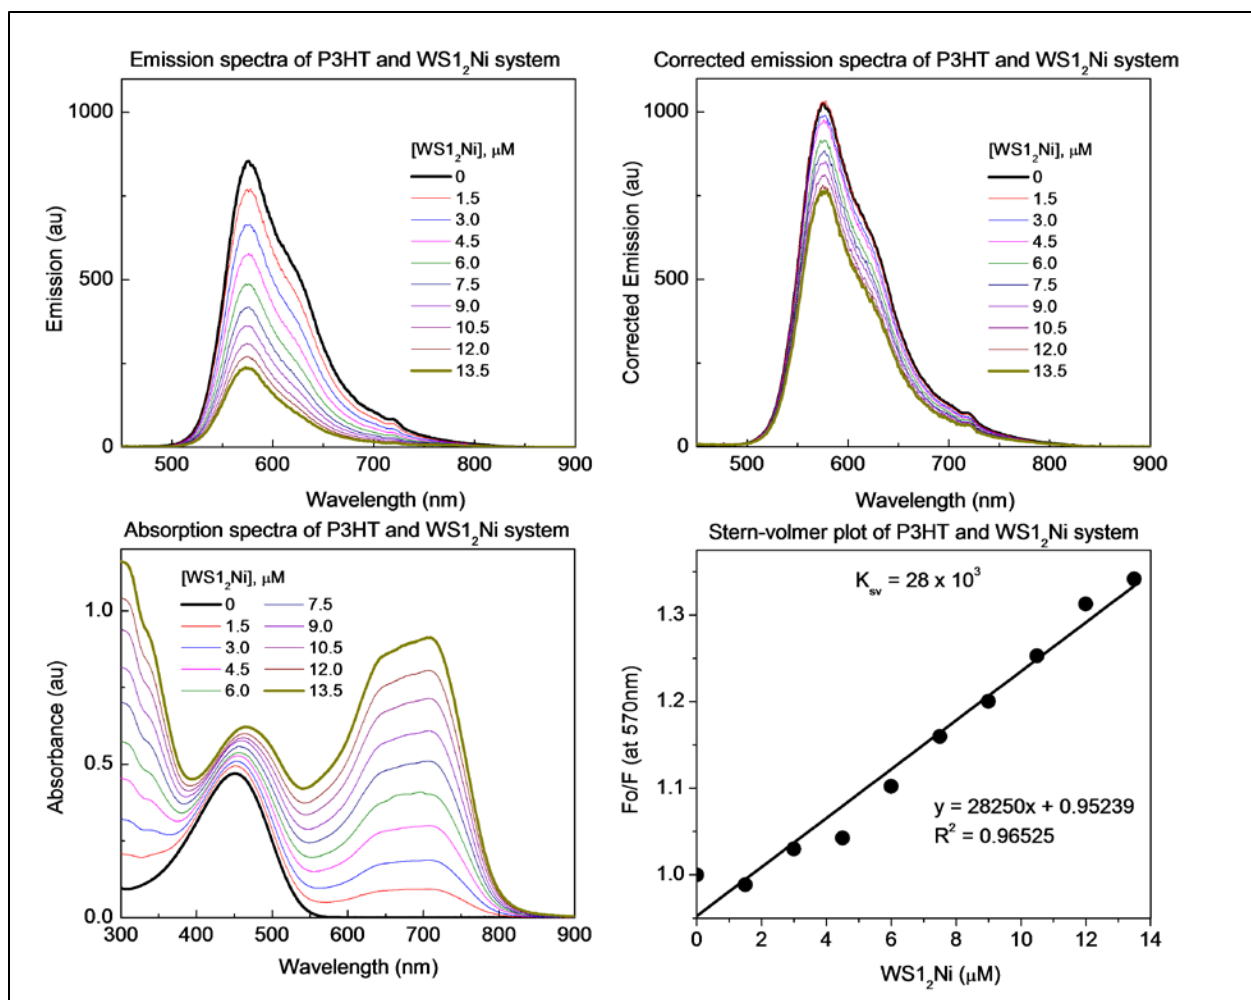 Emission spectra of P3HT and WS1₂Ni system
1000
500
0
Emission (au)
[WS1₂Ni], μM
0
1.5
3.0
4.5
6.0
7.5
9.0
10.5
12.0
13.5
500 600 700 800 900
Wavelength (nm)
Corrected emission spectra of P3HT and WS1₂Ni system
1000
500
0
Corrected Emission (au)
[WS1₂Ni], μM
0
1.5
3.0
4.5
6.0
7.5
9.0
10.5
12.0
13.5
500 600 700 800 900
Wavelength (nm)
Absorption spectra of P3HT and WS1₂Ni system
1.0
0.5
0.0
Absorbance (au)
[WS1₂Ni], μM
0 7.5
1.5 9.0
3.0 10.5
4.5 12.0
6.0 13.5
300 400 500 600 700 800 900
Wavelength (nm)
Stern-volmer plot of P3HT and WS1₂Ni system
K_sv = 28 x 10³
1.3
1.2
1.1
1.0
Fo/F (at 570nm)
y = 28250x + 0.95239
R² = 0.96525
0 2 4 6 8 10 12 14
WS1₂Ni (μM)